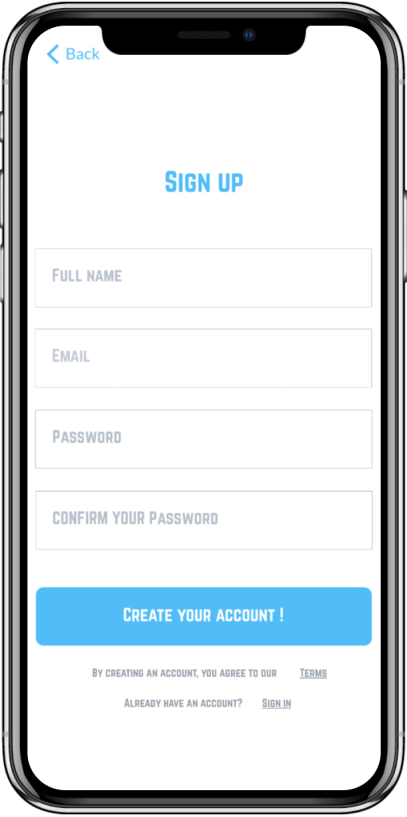 Back
Sign up
Full name
Email
Password
CONFIRM YOUR Password
Create your account !
By creating an account, you agree to our Terms
Already have an account? Sign in